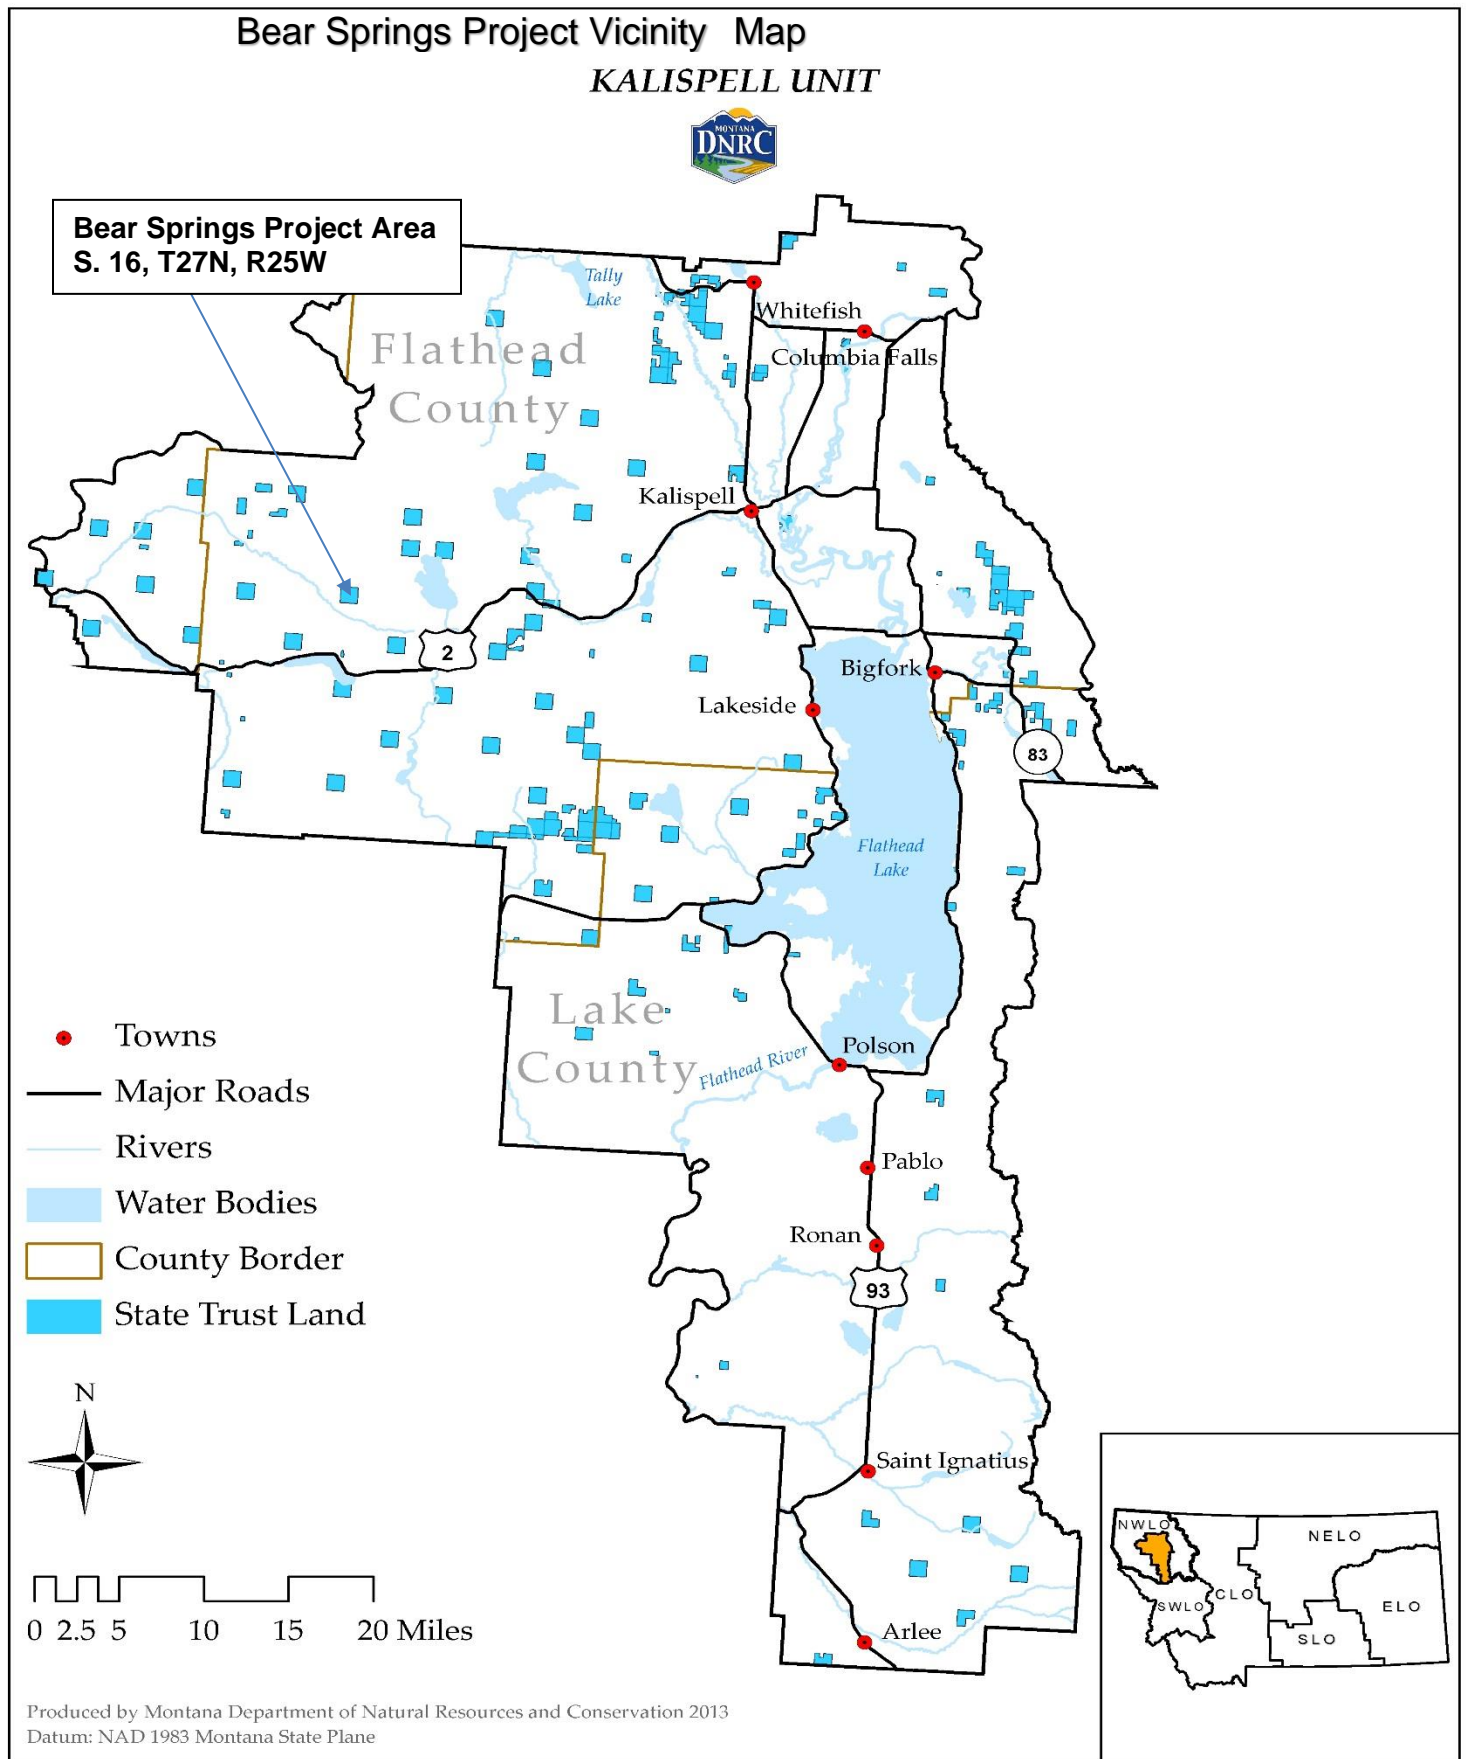 Bear Springs Project Vicinity Map
KALISPELL UNIT
MONTANA
DNRC
Bear Springs Project Area
S. 16, T27N, R25W
Tally
Lake
Whitefish
Flathead
County
Columbia Falls
Kalispell
2
Bigfork
Lakeside
83
Flathead
Lake
Lake
County
Flathead River
Polson
Pablo
Ronan
93
Saint Ignatius
Arlee
Towns
Major Roads
Rivers
Water Bodies
County Border
State Trust Land
N
0 2.5 5 10 15 20 Miles
NWLO
NELO
SWLO
CLO
ELO
SLO
Produced by Montana Department of Natural Resources and Conservation 2013
Datum: NAD 1983 Montana State Plane